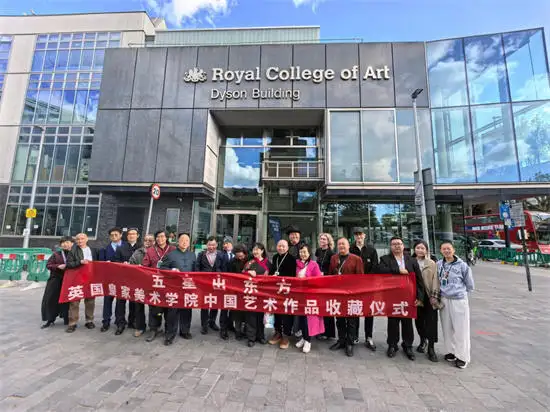 Royal College of Art
Dyson Building
20
五星出东方
英国皇家美术学院中国艺术作品收藏仪式